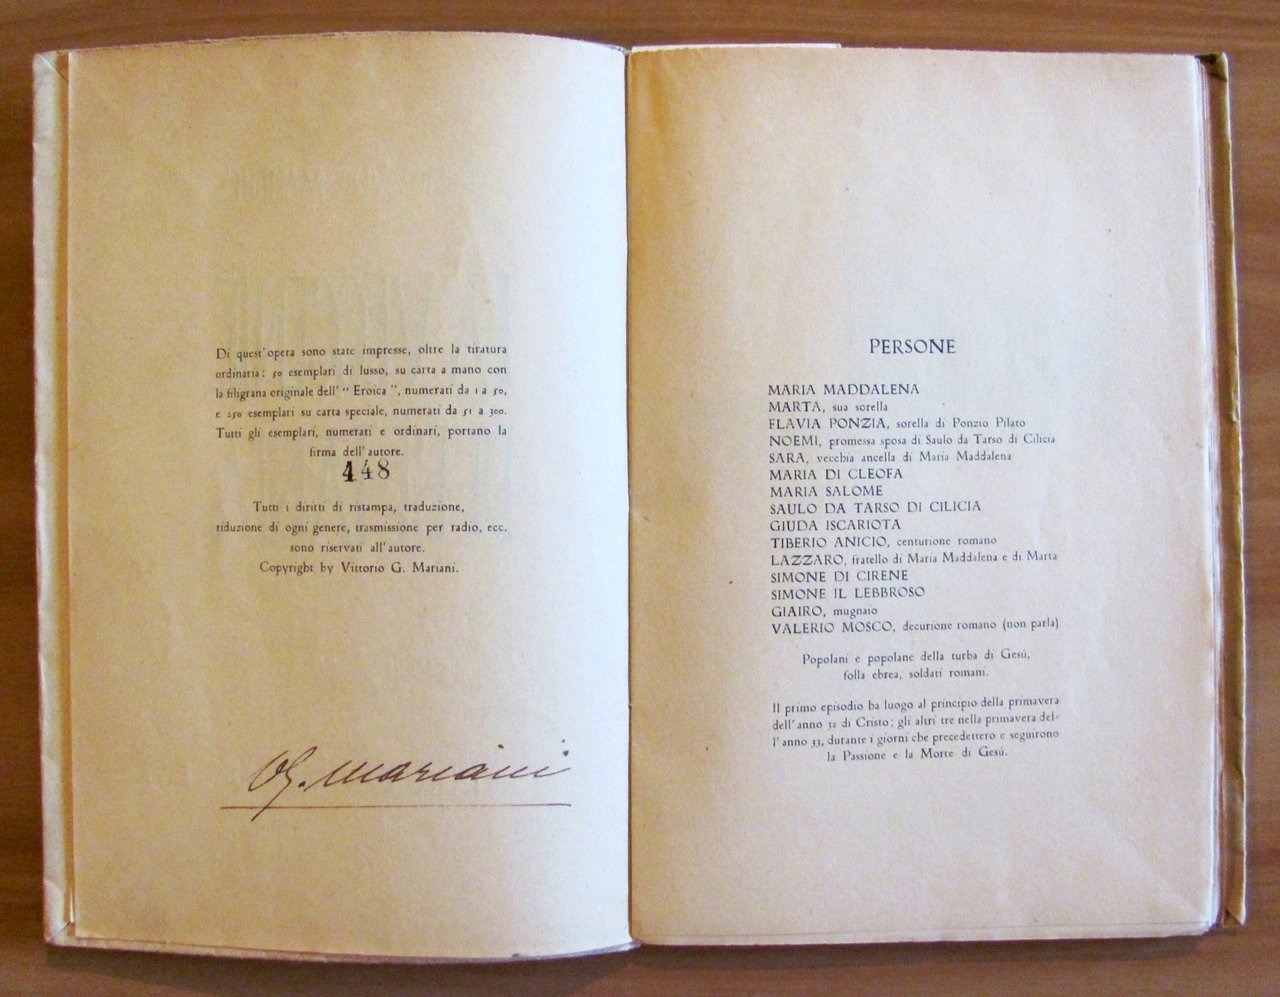 Di quest'opera sono state impresse, oltre la tiratura
ordinaria: 50 esemplari di lusso, su carta a mano con
la filigrana originale dell' "Eroica", numerati da 1 a 50,
e 250 esemplari su carta speciale, numerati da 51 a 300.
Tutti gli esemplari, numerati e ordinari, portano la
firma dell'autore.
448
Tutti i diritti di ristampa, traduzione,
riduzione di ogni genere, trasmissione per radio, ecc.
sono riservati all'autore.
Copyright by Vittorio G. Mariani.
VG. Mariani
PERSONE
MARIA MADDALENA
MARTA, sua sorella
FLAVIA PONZIA, sorella di Ponzio Pilato
NOEMI, promessa sposa di Saulo da Tarso di Cilicia
SARA, vecchia ancella di Maria Maddalena
MARIA DI CLEOFA
MARIA SALOME
SAULO DA TARSO DI CILICIA
GIUDA ISCARIOTA
TIBERIO ANICIO, centurione romano
LAZZARO, fratello di Maria Maddalena e di Marta
SIMONE DI CIRENE
SIMONE IL LEBBROSO
GIAIRO, mugnaio
VALERIO MOSCO, decurione romano (non parla)
Popolani e popolane della turba di Gesú,
folla ebrea, soldati romani.
Il primo episodio ha luogo al principio della primavera
dell'anno 32 di Cristo; gli altri tre nella primavera del-
l'anno 33, durante i giorni che precedettero e seguirono
la Passione e la Morte di Gesú.